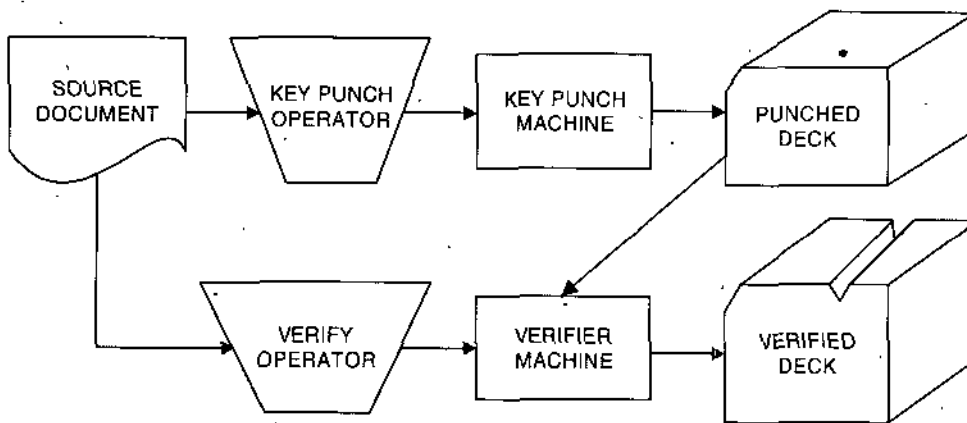 SOURCE
DOCUMENT
KEY PUNCH
OPERATOR
KEY PUNCH
MACHINE
PUNCHED
DECK
VERIFY
OPERATOR
VERIFIER
MACHINE
VERIFIED
DECK